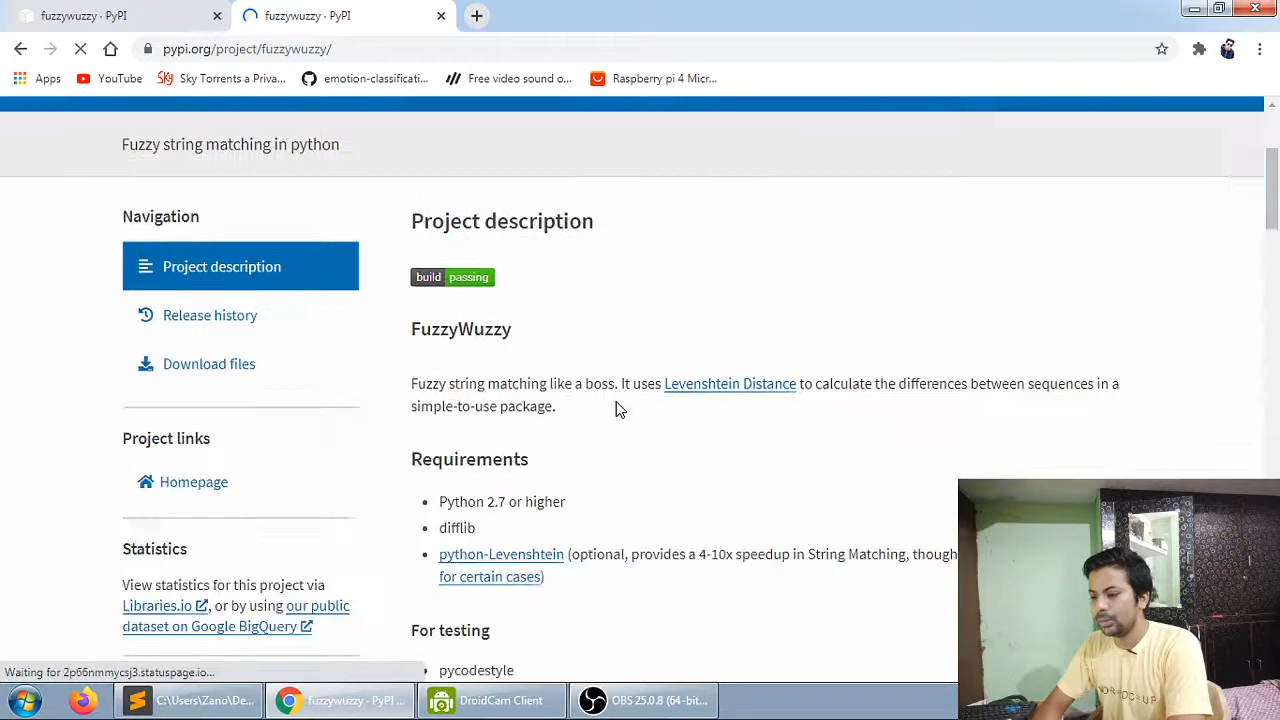 fuzzywuzzy · PyPI
fuzzywuzzy · PyPI
pypi.org/project/fuzzywuzzy/
Apps
YouTube
Sky Sky Torrents a Priva...
emotion-classificati...
Free video sound o...
Raspberry pi 4 Micr...
Fuzzy string matching in python
Navigation
Project description
Release history
Download files
Project links
Homepage
Statistics
View statistics for this project via
Libraries.io, or by using our public
dataset on Google BigQuery
Project description
build passing
FuzzyWuzzy
Fuzzy string matching like a boss. It uses Levenshtein Distance to calculate the differences between sequences in a
simple-to-use package.
Requirements
Python 2.7 or higher
difflib
python-Levenshtein (optional, provides a 4-10x speedup in String Matching, though
for certain cases)
For testing
pycodestyle
Waiting for 2p66nmmycsj3.statuspage.io...
C:\Users\Zano\De...
fuzzywuzzy · PyPI ...
DroidCam Client
OBS 25.0.8 (64-bit...